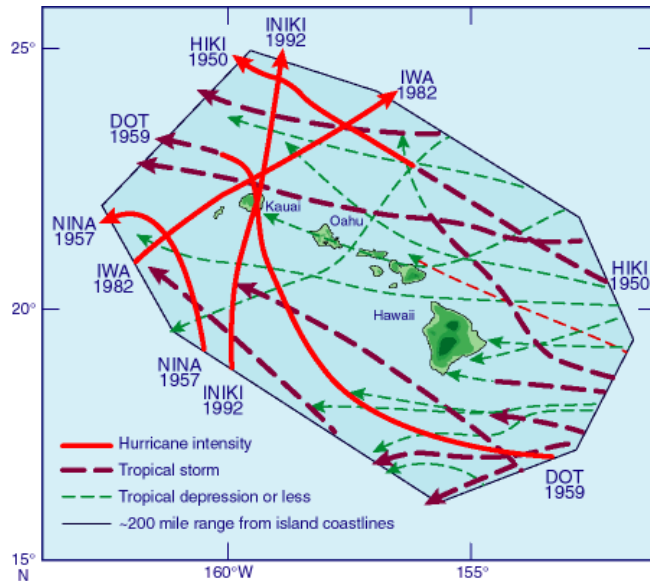 INIKI
1992
25°
HIKI
1950
IWA
1982
DOT
1959
Kauai
Oahu
NINA
1957
IWA
1982
HIKI
1950
20°
Hawaii
NINA
1957
INIKI
1992
Hurricane intensity
Tropical storm
Tropical depression or less
~200 mile range from island coastlines
DOT
1959
15°
N
160°W
155°